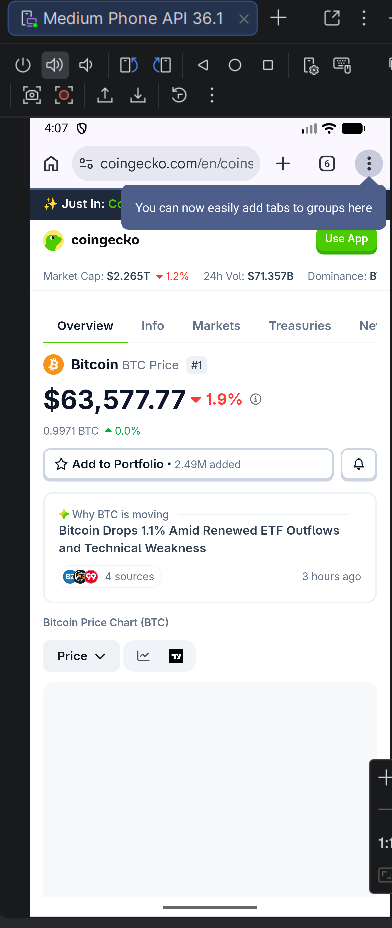 Medium Phone API 36.1
4:07
coingecko.com/en/coins
6
✨ Just In: Co
You can now easily add tabs to groups here
coingecko
Use App
Market Cap: $2.265T ▼ 1.2% 24h Vol: $71.357B Dominance: B
Overview Info Markets Treasuries Ne
Bitcoin BTC Price #1
$63,577.77 ▼ 1.9%
0.9971 BTC ▲ 0.0%
Add to Portfolio • 2.49M added
Why BTC is moving
Bitcoin Drops 1.1% Amid Renewed ETF Outflows
and Technical Weakness
4 sources 3 hours ago
Bitcoin Price Chart (BTC)
Price
1:1